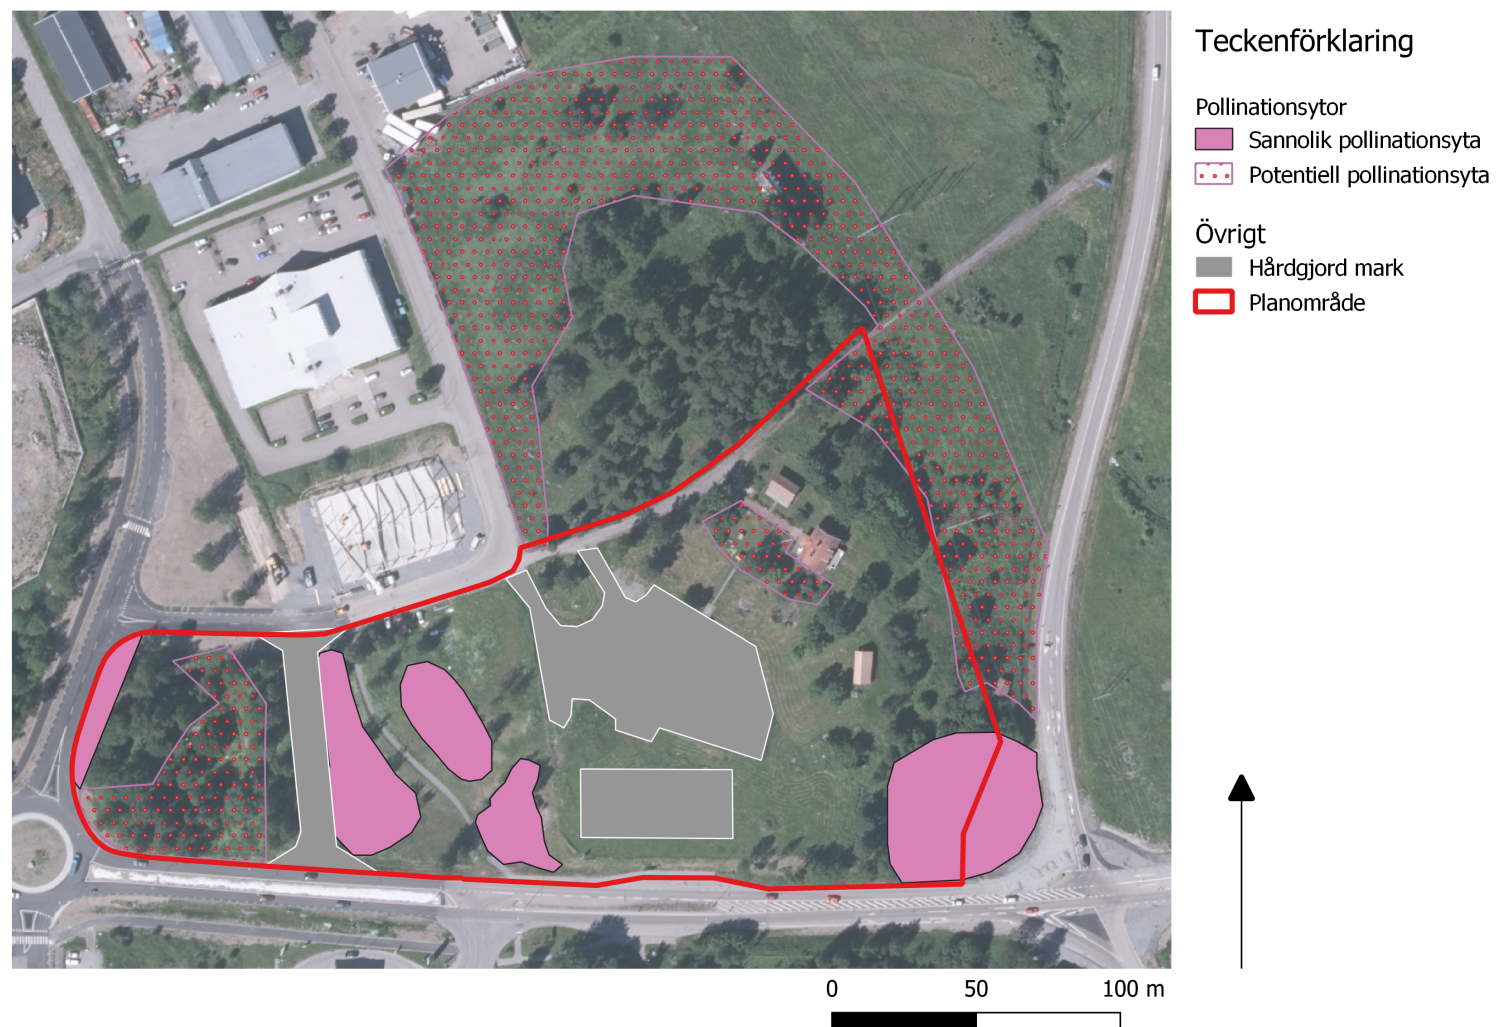 Teckenförklaring
Pollinationsytor
Sannolik pollinationsyta
Potentiell pollinationsyta
Övrigt
Hårdgjord mark
Planområde
0 50 100 m